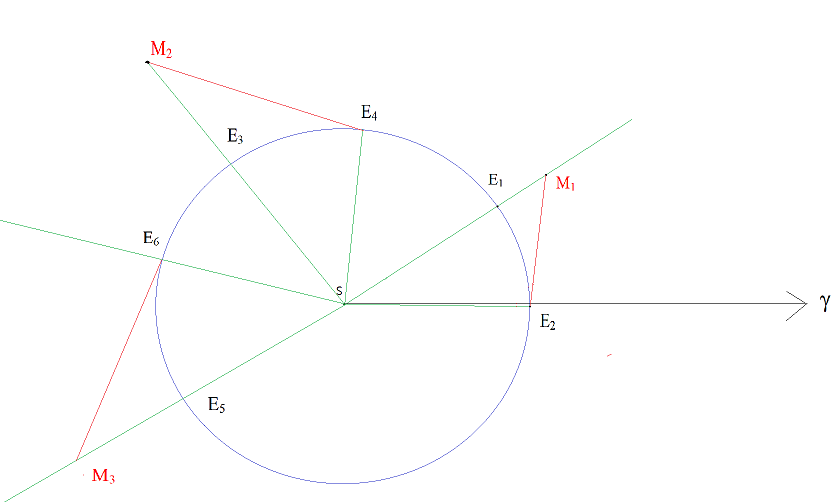 M₂
E₄
E₃
E₁
M₁
E₆
S
γ
E₂
E₅
M₃